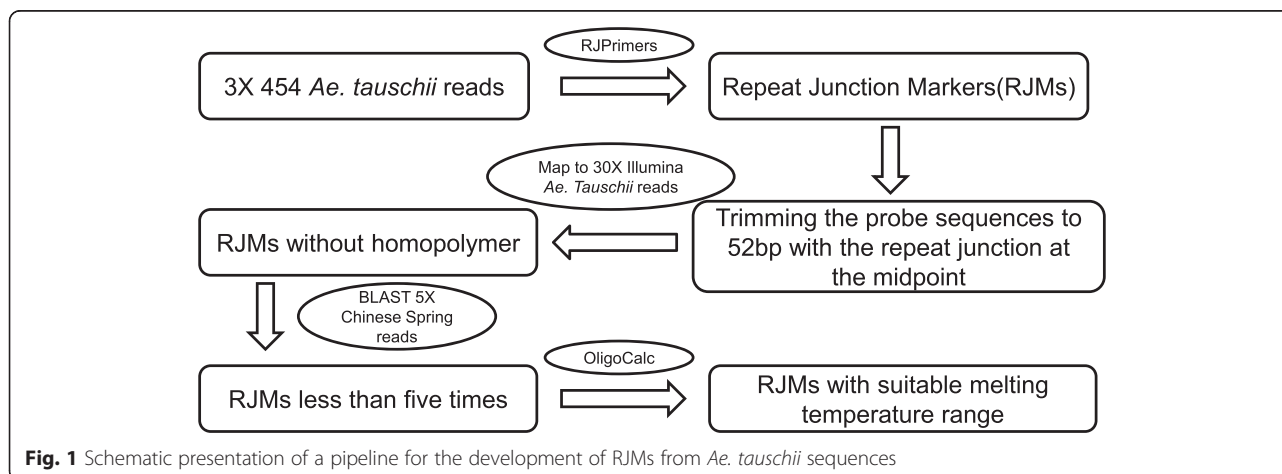 RJPrimers
3X 454 Ae. tauschii reads
Repeat Junction Markers(RJMs)
Map to 30X Illumina
Ae. Tauschii reads
Trimming the probe sequences to
52bp with the repeat junction at
the midpoint
RJMs without homopolymer
BLAST 5X
Chinese Spring
reads
OligoCalc
RJMs less than five times
RJMs with suitable melting
temperature range
Fig. 1 Schematic presentation of a pipeline for the development of RJMs from Ae. tauschii sequences